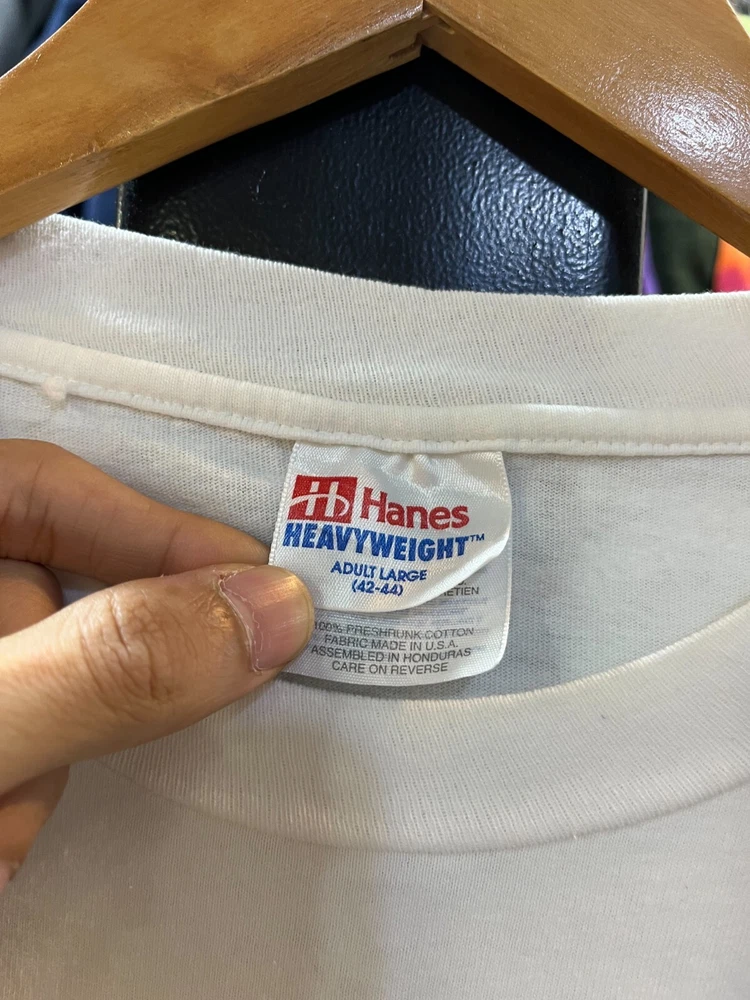 Hanes
HEAVYWEIGHT™
ADULT LARGE
(42-44)
100% PRESHRUNK COTTON
FABRIC MADE IN U.S.A.
ASSEMBLED IN HONDURAS
CARE ON REVERSE